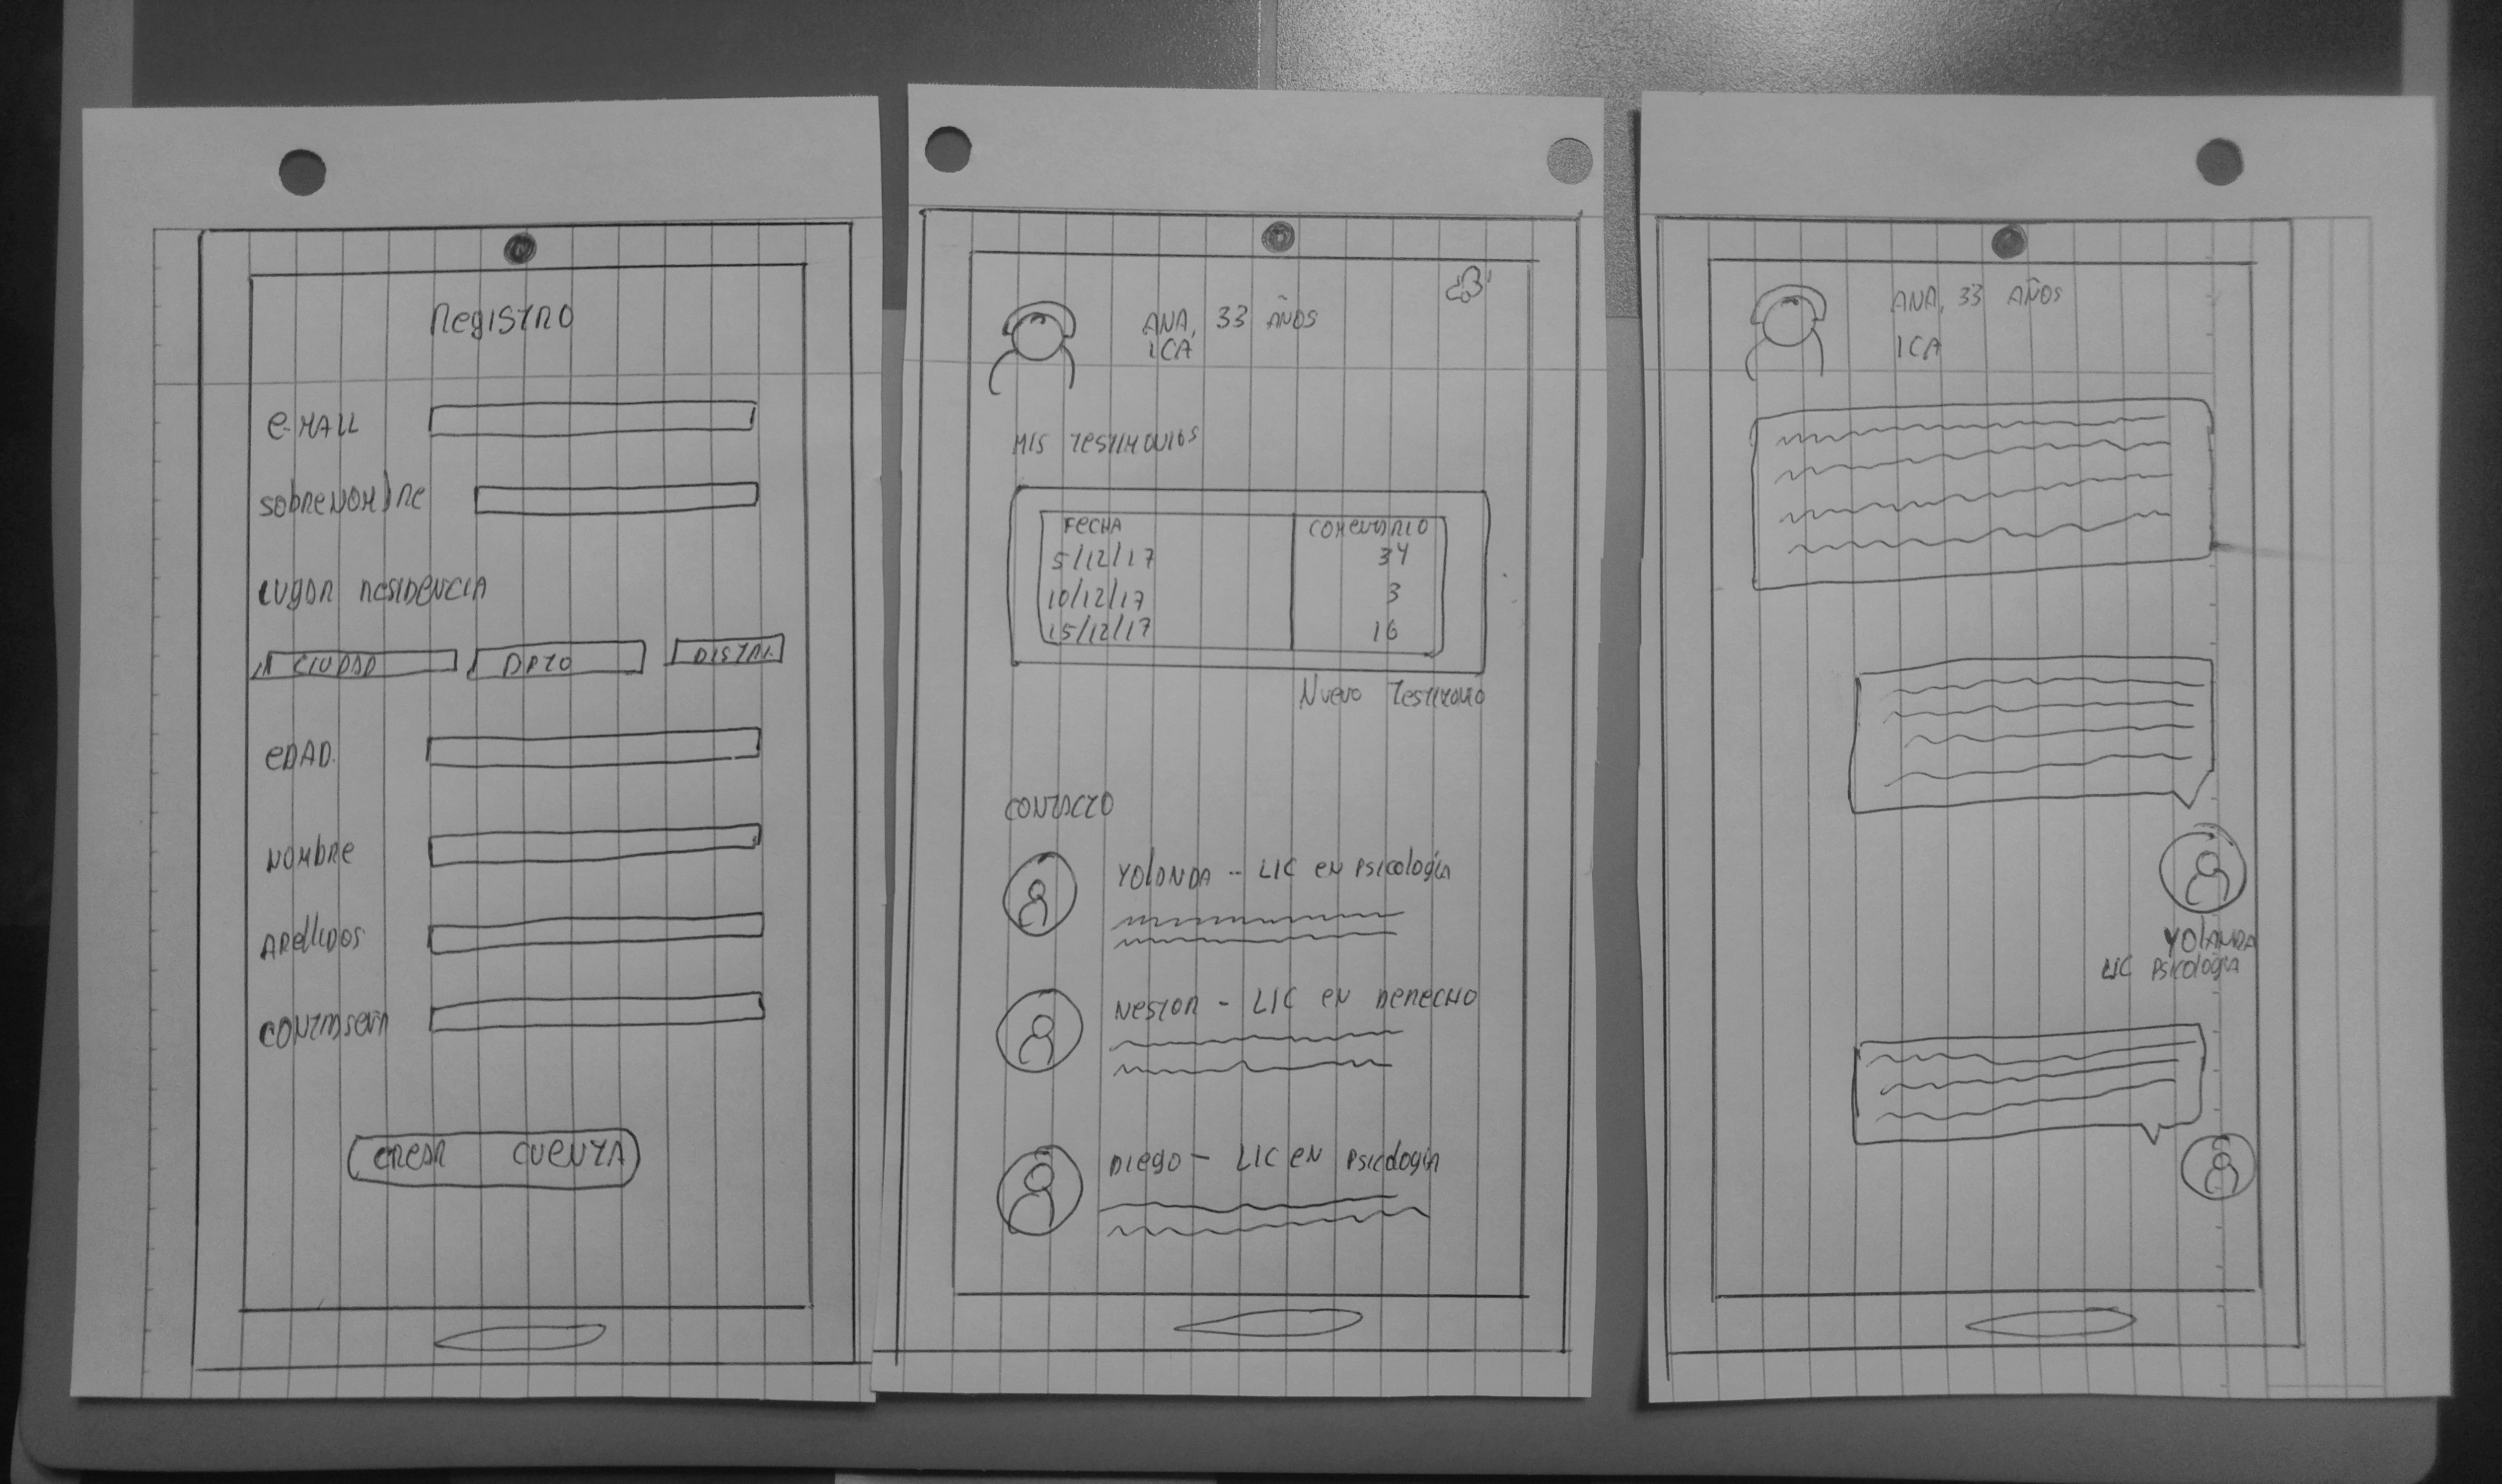 Registro
e-mail
sobrenombre
lugar residencia
ciudad
DPTO
DISTRI.
edad.
nombre
apellidos
contraseña
crear cuenta
ANA, 33 AÑOS
ICA
MIS TESTIMONIOS
FECHA COMENTARIO
5/12/17 34
10/12/17 3
15/12/17 16
Nuevo Testimonio
CONTACTO
YOLANDA -- LIC EN Psicología
NESTOR - LIC EN DERECHO
DIEGO - LIC EN Psicología
ANA, 33 AÑOS
ICA
YOLANDA
LIC Psicología